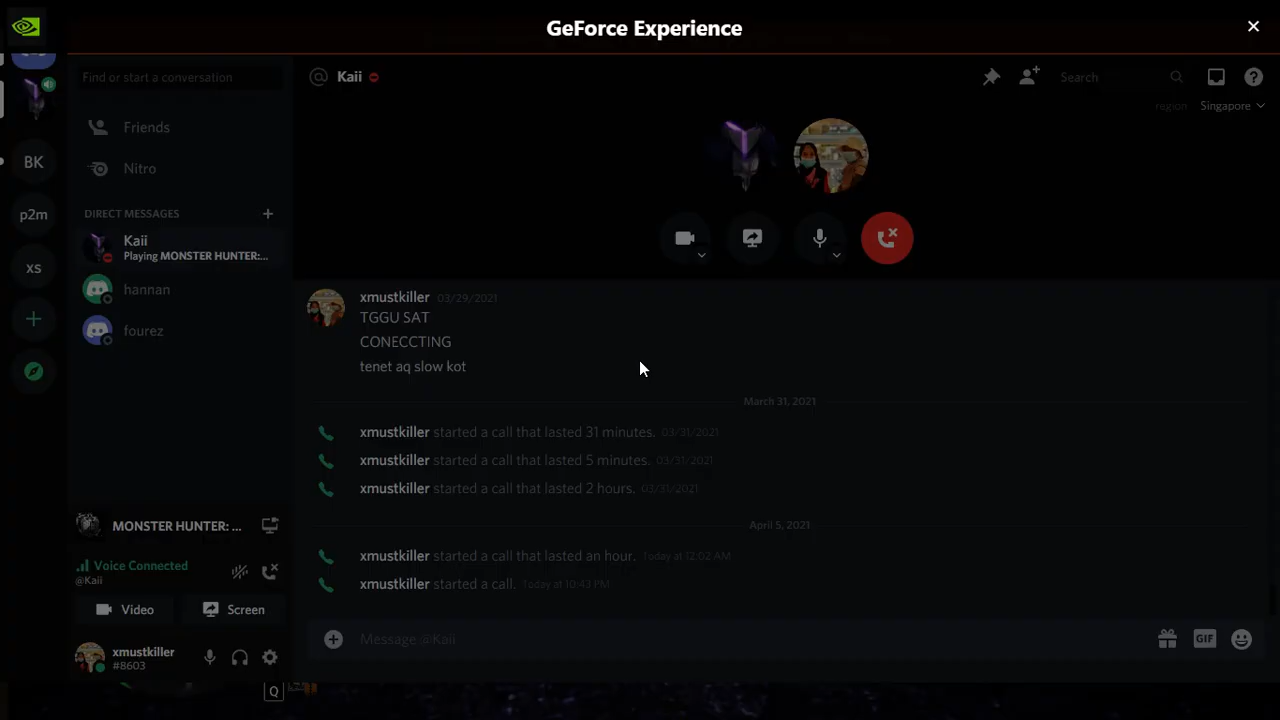 GeForce Experience
Find or start a conversation
Kaii
Search
region Singapore
Friends
BK
Nitro
p2m
DIRECT MESSAGES
Kaii
Playing MONSTER HUNTER:...
xs
hannan
fourez
xmustkiller 03/29/2021
TGGU SAT
CONECCTING
tenet aq slow kot
March 31, 2021
xmustkiller started a call that lasted 31 minutes. 03/31/2021
xmustkiller started a call that lasted 5 minutes. 03/31/2021
xmustkiller started a call that lasted 2 hours. 03/31/2021
April 5, 2021
xmustkiller started a call that lasted an hour. Today at 12:02 AM
xmustkiller started a call. Today at 10:43 PM
MONSTER HUNTER: ...
Voice Connected
@Kaii
Video
Screen
Message @Kaii
GIF
xmustkiller
#8603
Q